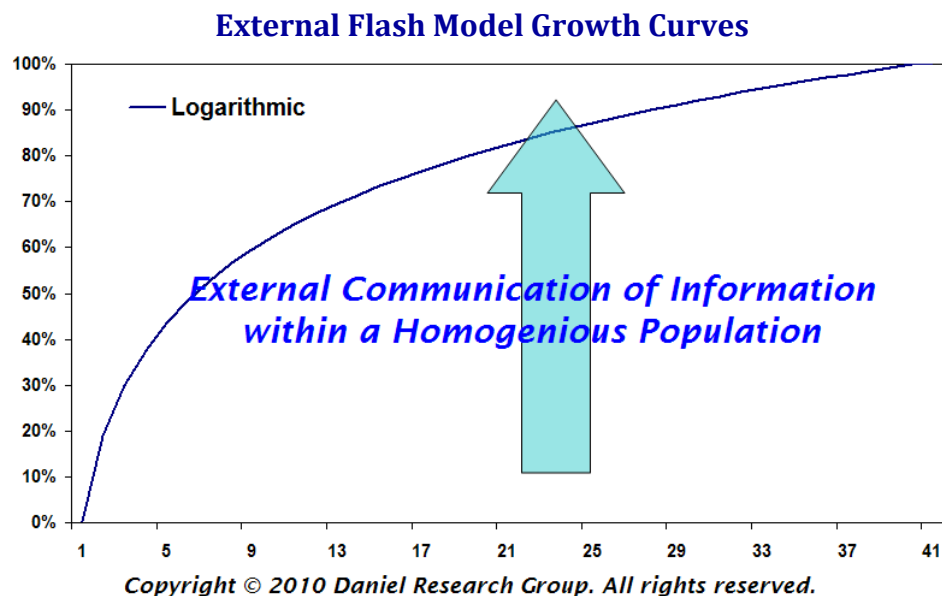 External Flash Model Growth Curves
100%
Logarithmic
90%
80%
70%
60%
50%
40%
30%
20%
10%
0%
External Communication of Information
within a Homogenious Population
1 5 9 13 17 21 25 29 33 37 41
Copyright © 2010 Daniel Research Group. All rights reserved.